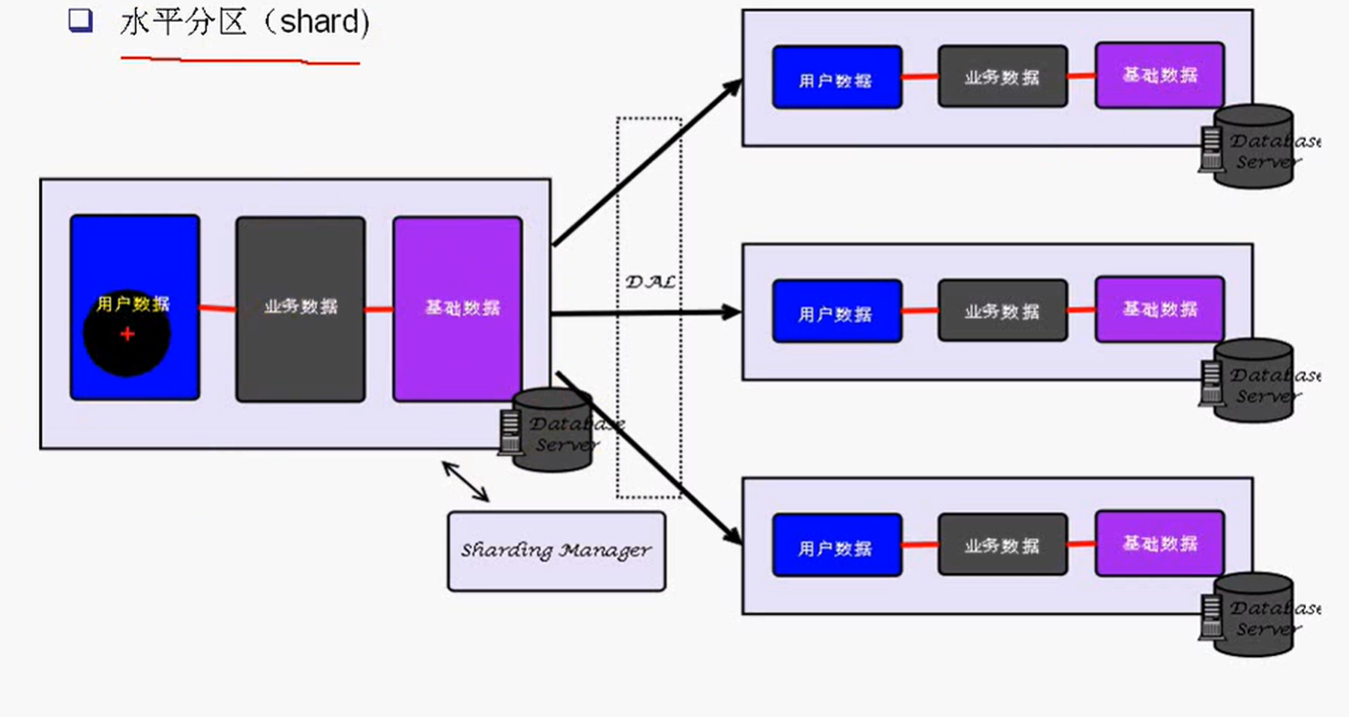 水平分区（shard)
用户数据
业务数据
基础数据
Database
Server
DAL
Sharding Manager
用户数据
业务数据
基础数据
Database
Server
用户数据
业务数据
基础数据
Database
Server
用户数据
业务数据
基础数据
Database
Server